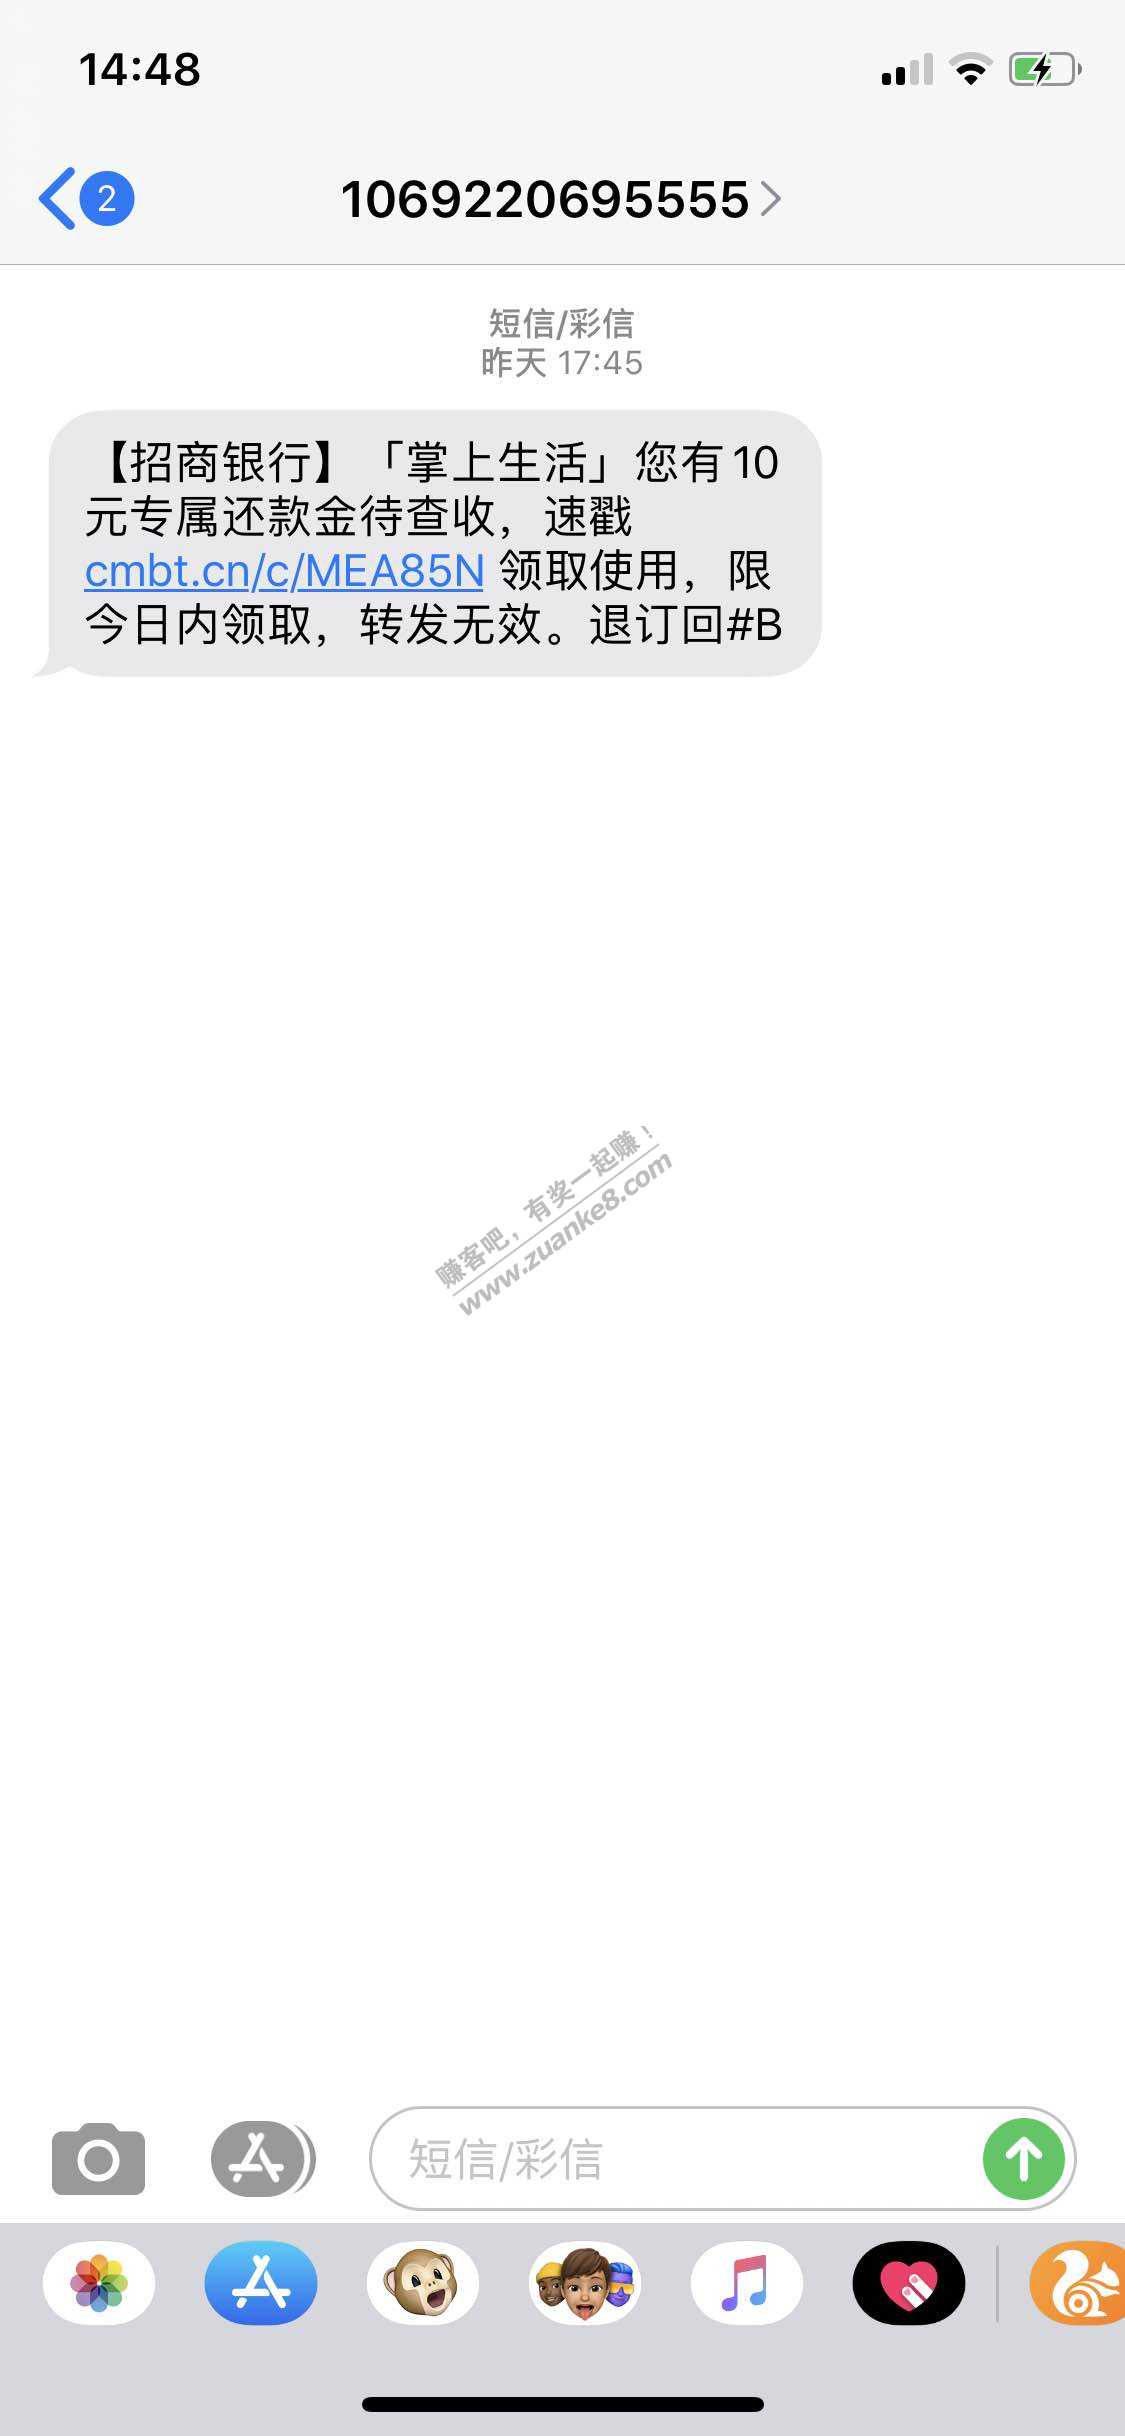 14:48
2
1069220695555
短信/彩信
昨天 17:45
【招商银行】「掌上生活」您有10
元专属还款金待查收，速戳
cmbt.cn/c/MEA85N 领取使用，限
今日内领取，转发无效。退订回#B
赚客吧，有奖一起赚！
www.zuanke8.com
短信/彩信